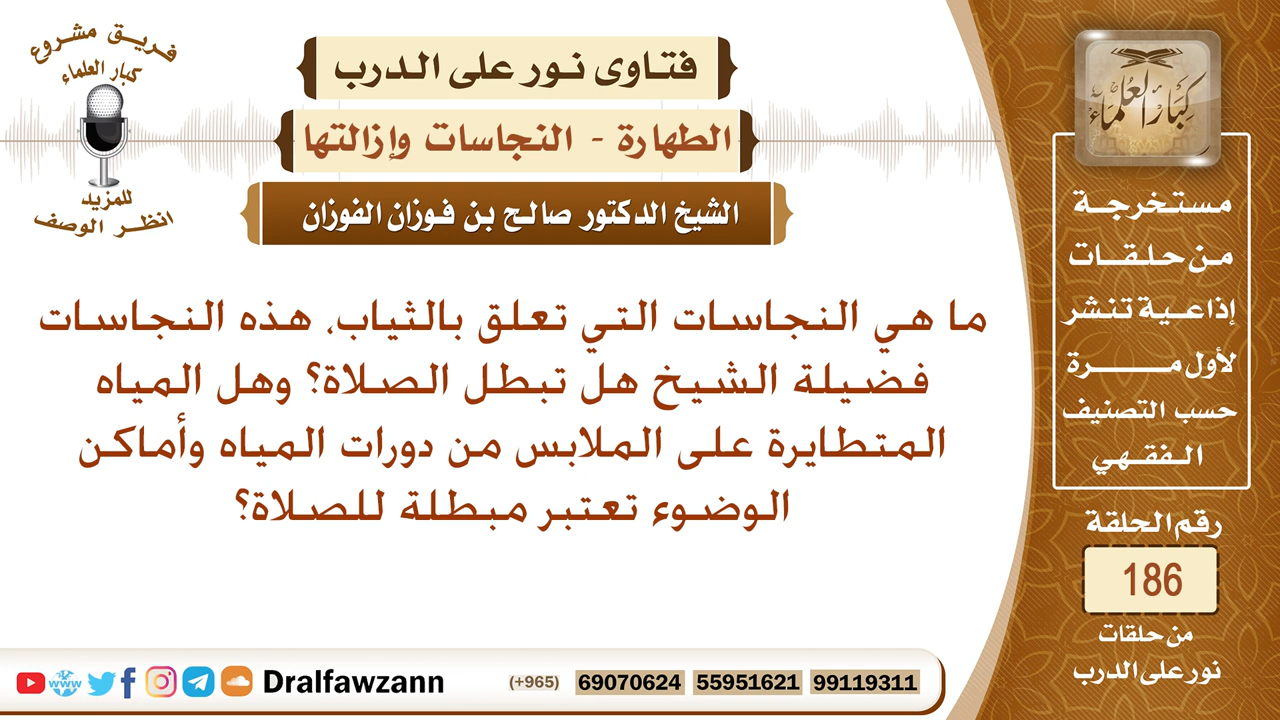 فريق مشروع
كبار العلماء
للمزيد
انظر الوصف
فتاوى نور على الدرب
الطهارة - النجاسات وإزالتها
الشيخ الدكتور صالح بن فوزان الفوزان
ما هي النجاسات التي تعلق بالثياب، هذه النجاسات
فضيلة الشيخ هل تبطل الصلاة؟ وهل المياه
المتطايرة على الملابس من دورات المياه وأماكن
الوضوء تعتبر مبطلة للصلاة؟
كبار العلماء
مستخرجة
من حلقات
إذاعية تنشر
لأول مرة
حسب التصنيف
الفقهي
رقم الحلقة
186
من حلقات
نور على الدرب
www Dralfawzann (+965) 69070624 55951621 99119311